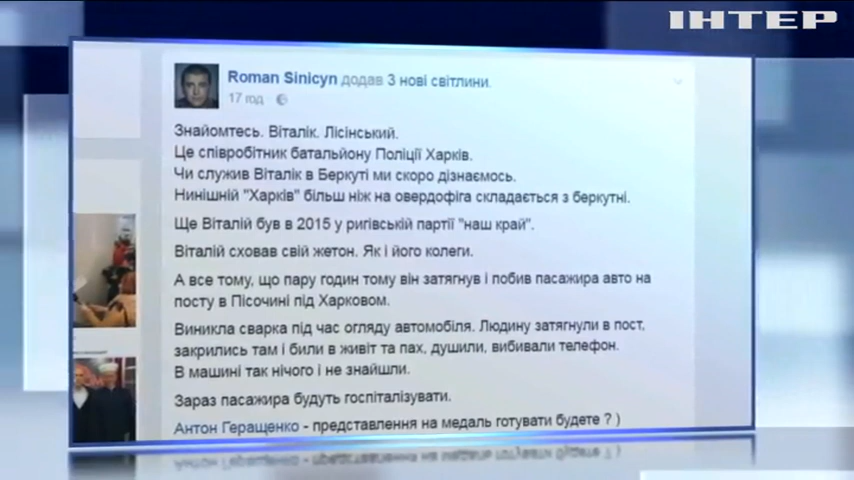 ІНТЕР
Roman Sinicyn додав 3 нові світлини.
17 год
Знайомтесь. Віталік. Лісінський.
Це співробітник батальйону Поліції Харків.
Чи служив Віталік в Беркуті ми скоро дізнаємось.
Нинішній "Харків" більш ніж на овердофіга складається з беркутні.
Ще Віталій був в 2015 у ригівській партії "наш край".
Віталій сховав свій жетон. Як і його колеги.
А все тому, що пару годин тому він затягнув і побив пасажира авто на
посту в Пісочині під Харковом.
Виникла сварка під час огляду автомобіля. Людину затягнули в пост,
закрились там і били в живіт та пах, душили, вибивали телефон.
В машині так нічого і не знайшли.
Зараз пасажира будуть госпіталізувати.
Антон Геращенко - представлення на медаль готувати будете ? )